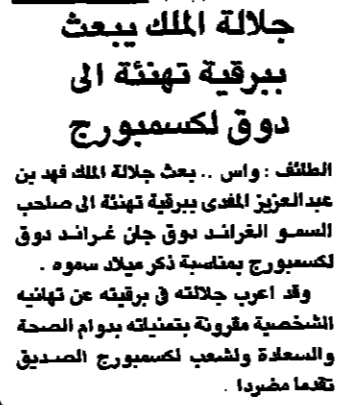 جلالة الملك يبعث
ببرقية تهنئة الى
دوق لكسمبورج
الطائف : واس .. بعث جلالة الملك فهد بن
عبدالعزيز المفدى ببرقية تهنئة الى صاحب
السمو الغراند دوق جان غراند دوق
لكسمبورج بمناسبة ذكر ميلاد سموه .
وقد اعرب جلالته في برقيته عن تهانيه
الشخصية مقرونة بتمنياته بدوام الصحة
والسعادة ولشعب لكسمبورج الصديق
تقدما مضردا .